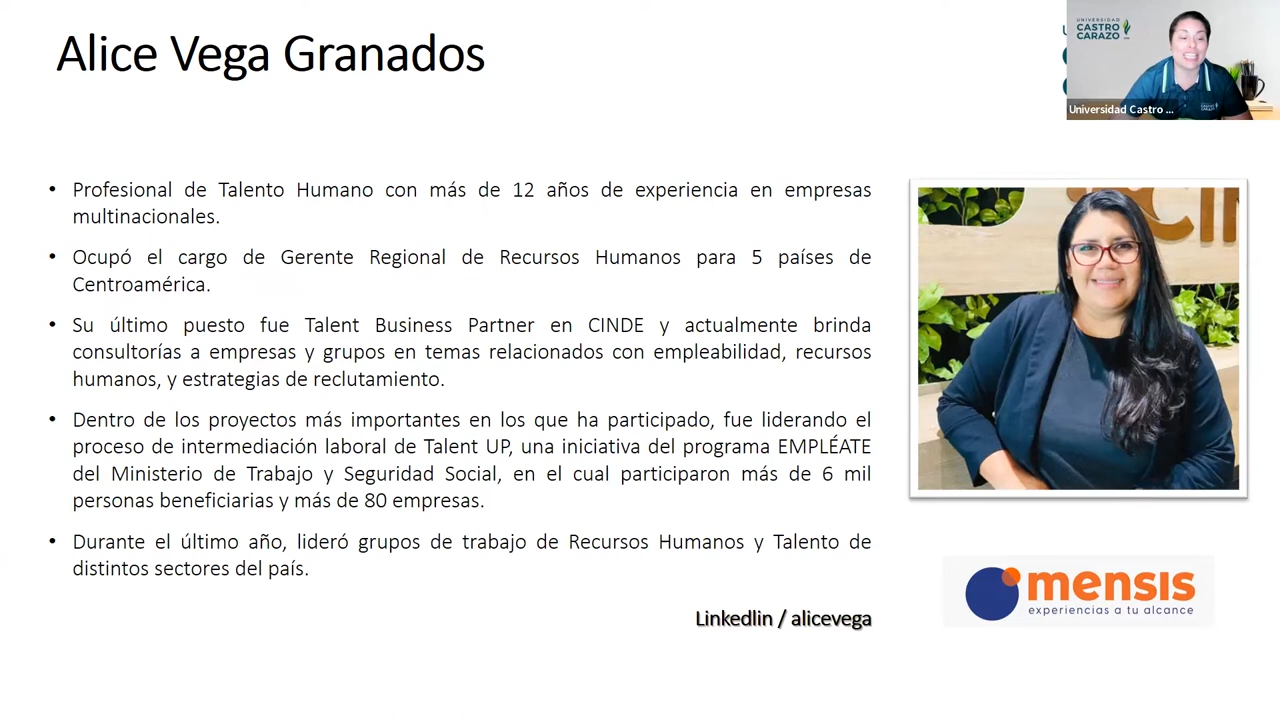 Alice Vega Granados
UNIVERSIDAD
CASTRO
CARAZO
Universidad Castro ...
• Profesional de Talento Humano con más de 12 años de experiencia en empresas
multinacionales.
• Ocupó el cargo de Gerente Regional de Recursos Humanos para 5 países de
Centroamérica.
• Su último puesto fue Talent Business Partner en CINDE y actualmente brinda
consultorías a empresas y grupos en temas relacionados con empleabilidad, recursos
humanos, y estrategias de reclutamiento.
• Dentro de los proyectos más importantes en los que ha participado, fue liderando el
proceso de intermediación laboral de Talent UP, una iniciativa del programa EMPLÉATE
del Ministerio de Trabajo y Seguridad Social, en el cual participaron más de 6 mil
personas beneficiarias y más de 80 empresas.
• Durante el último año, lideró grupos de trabajo de Recursos Humanos y Talento de
distintos sectores del país.
Linkedlin / alicevega
mensis
experiencias a tu alcance